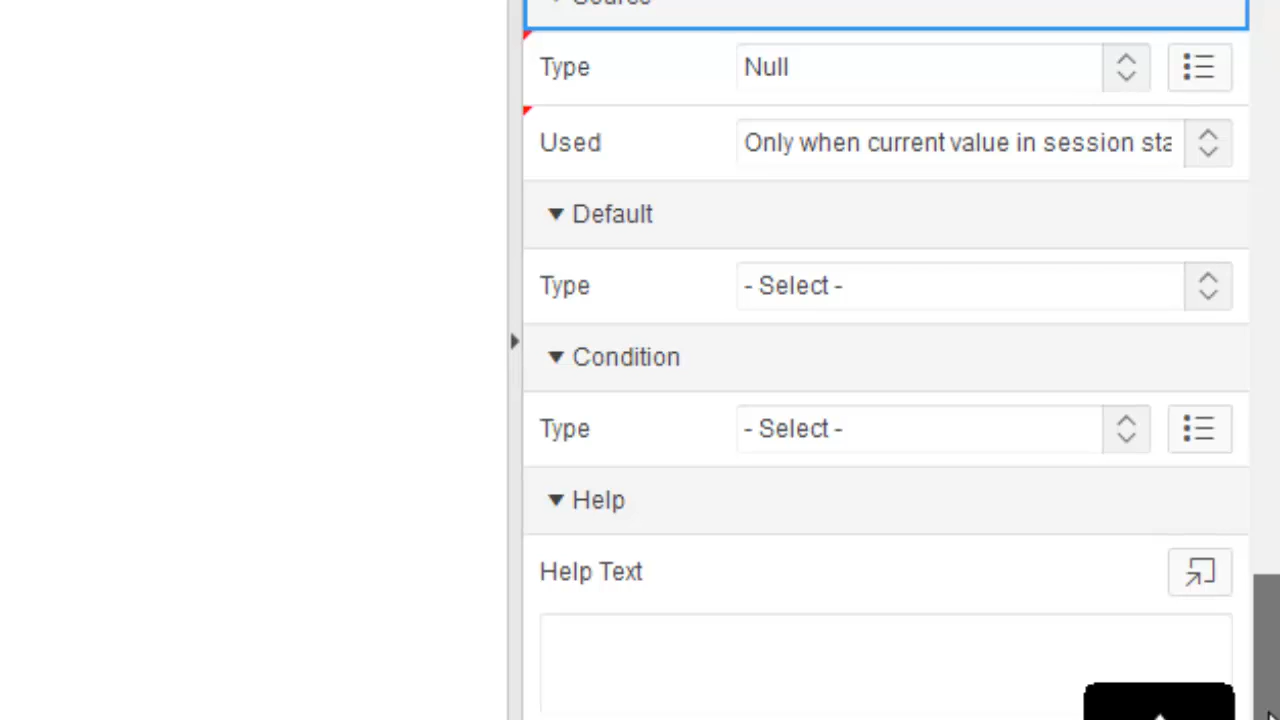 Source
Type Null
Used Only when current value in session sta
Default
Type - Select -
Condition
Type - Select -
Help
Help Text